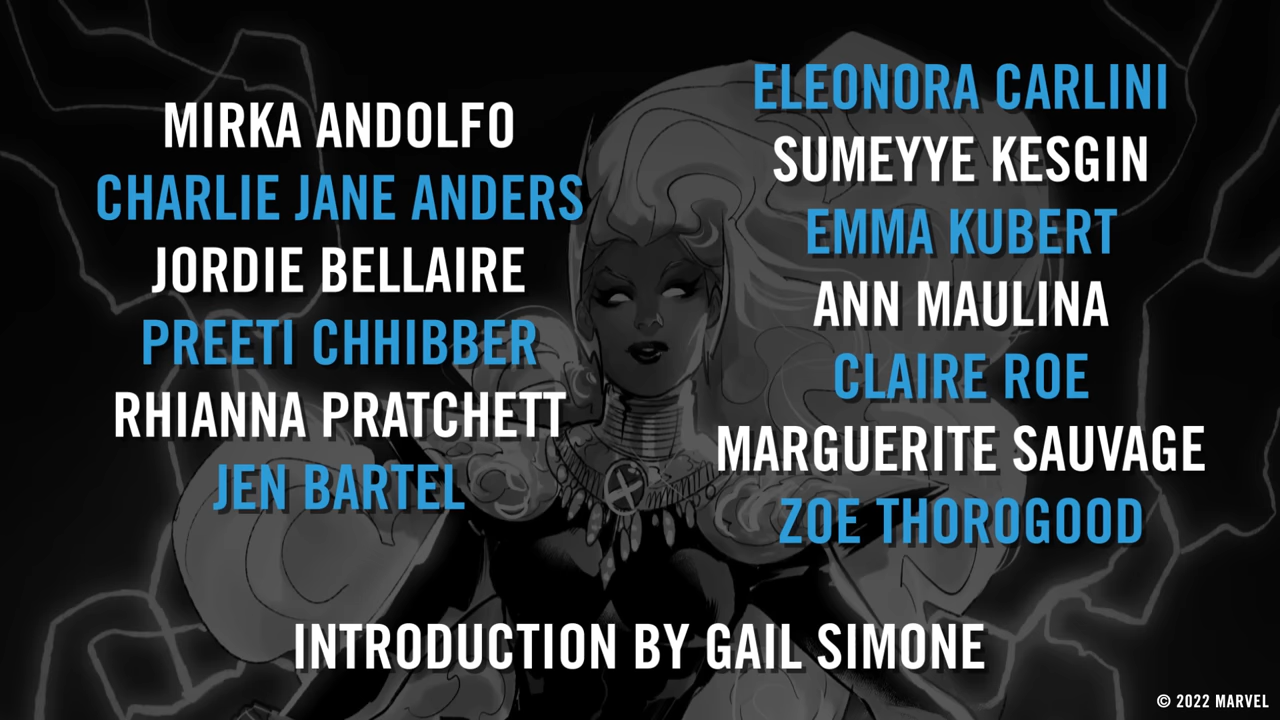 MIRKA ANDOLFO
CHARLIE JANE ANDERS
JORDIE BELLAIRE
PREETI CHHIBBER
RHIANNA PRATCHETT
JEN BARTEL
ELEONORA CARLINI
SUMEYYE KESGIN
EMMA KUBERT
ANN MAULINA
CLAIRE ROE
MARGUERITE SAUVAGE
ZOE THOROGOOD
INTRODUCTION BY GAIL SIMONE
© 2022 MARVEL